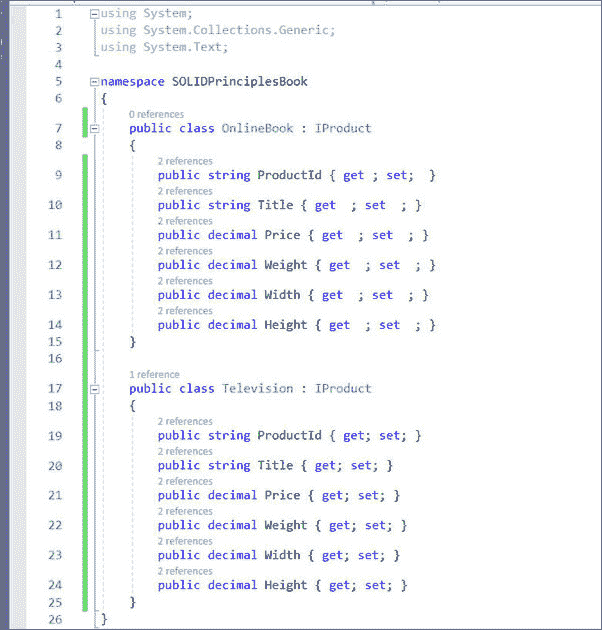 1 using System;
2 using System.Collections.Generic;
3 using System.Text;
4
5 namespace SOLIDPrinciplesBook
6 {
0 references
7 public class OnlineBook : IProduct
8 {
2 references
9 public string ProductId { get ; set;  }
2 references
10 public string Title { get  ; set  ; }
2 references
11 public decimal Price { get  ; set  ; }
2 references
12 public decimal Weight { get  ; set  ; }
2 references
13 public decimal Width { get  ; set  ; }
2 references
14 public decimal Height { get  ; set  ; }
15 }
16
1 reference
17 public class Television : IProduct
18 {
2 references
19 public string ProductId { get; set; }
2 references
20 public string Title { get; set; }
2 references
21 public decimal Price { get; set; }
2 references
22 public decimal Weight { get; set; }
2 references
23 public decimal Width { get; set; }
2 references
24 public decimal Height { get; set; }
25 }
26 }